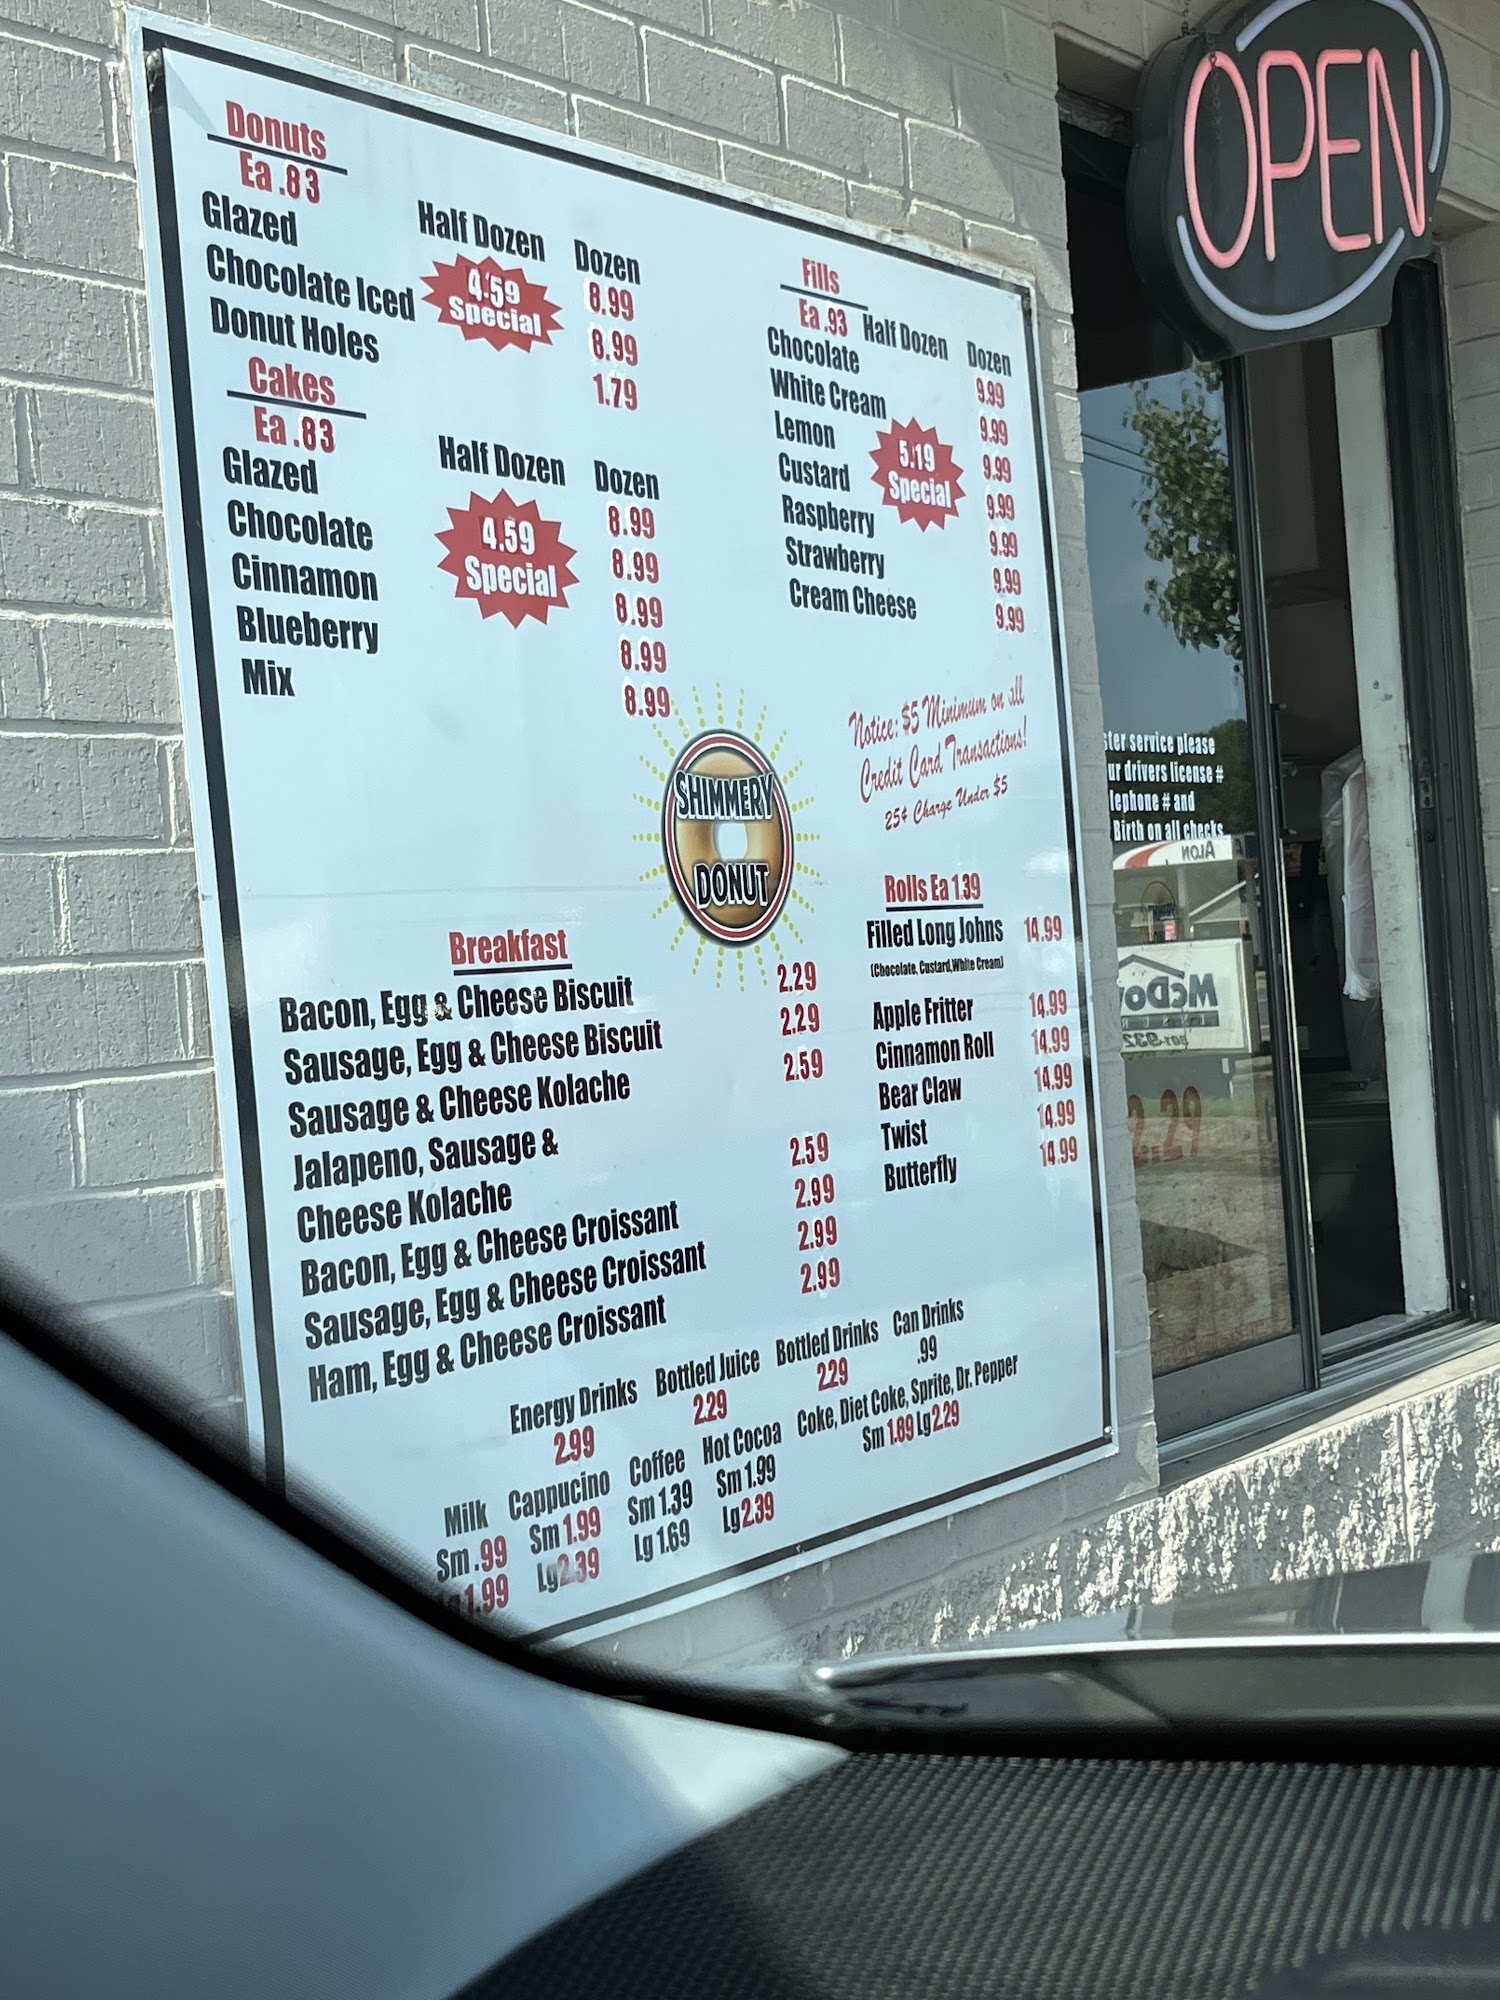 OPEN
Donuts
Ea .83
Half Dozen Dozen
Glazed 8.99
Chocolate Iced 8.99
Donut Holes 1.79
4.59
Special
Cakes
Ea .83
Half Dozen Dozen
Glazed 8.99
Chocolate 8.99
Cinnamon 8.99
Blueberry 8.99
Mix 8.99
4.59
Special
Fills
Ea .93 Half Dozen Dozen
Chocolate 9.99
White Cream 9.99
Lemon 9.99
Custard 9.99
Raspberry 9.99
Strawberry 9.99
Cream Cheese 9.99
5.19
Special
Notice: $5 Minimum on all
Credit Card Transactions!
25¢ Charge Under $5
SHIMMERY
DONUT
Breakfast
Bacon, Egg & Cheese Biscuit 2.29
Sausage, Egg & Cheese Biscuit 2.29
Sausage & Cheese Kolache 2.59
Jalapeno, Sausage &
Cheese Kolache 2.59
Bacon, Egg & Cheese Croissant 2.99
Sausage, Egg & Cheese Croissant 2.99
Ham, Egg & Cheese Croissant 2.99
Rolls Ea 1.39
Filled Long Johns 14.99
(Chocolate, Custard, White Cream)
Apple Fritter 14.99
Cinnamon Roll 14.99
Bear Claw 14.99
Twist 14.99
Butterfly 14.99
Energy Drinks Bottled Juice Bottled Drinks Can Drinks
2.99 2.29 2.29 .99
Milk Cappucino Coffee Hot Cocoa Coke, Diet Coke, Sprite, Dr. Pepper
Sm .99 Sm 1.99 Sm 1.39 Sm 1.99 Sm 1.89 Lg 2.29
1.99 Lg 2.39 Lg 1.69 Lg 2.39
service please
drivers license #
# and
Birth on all checks
ALON
2.29